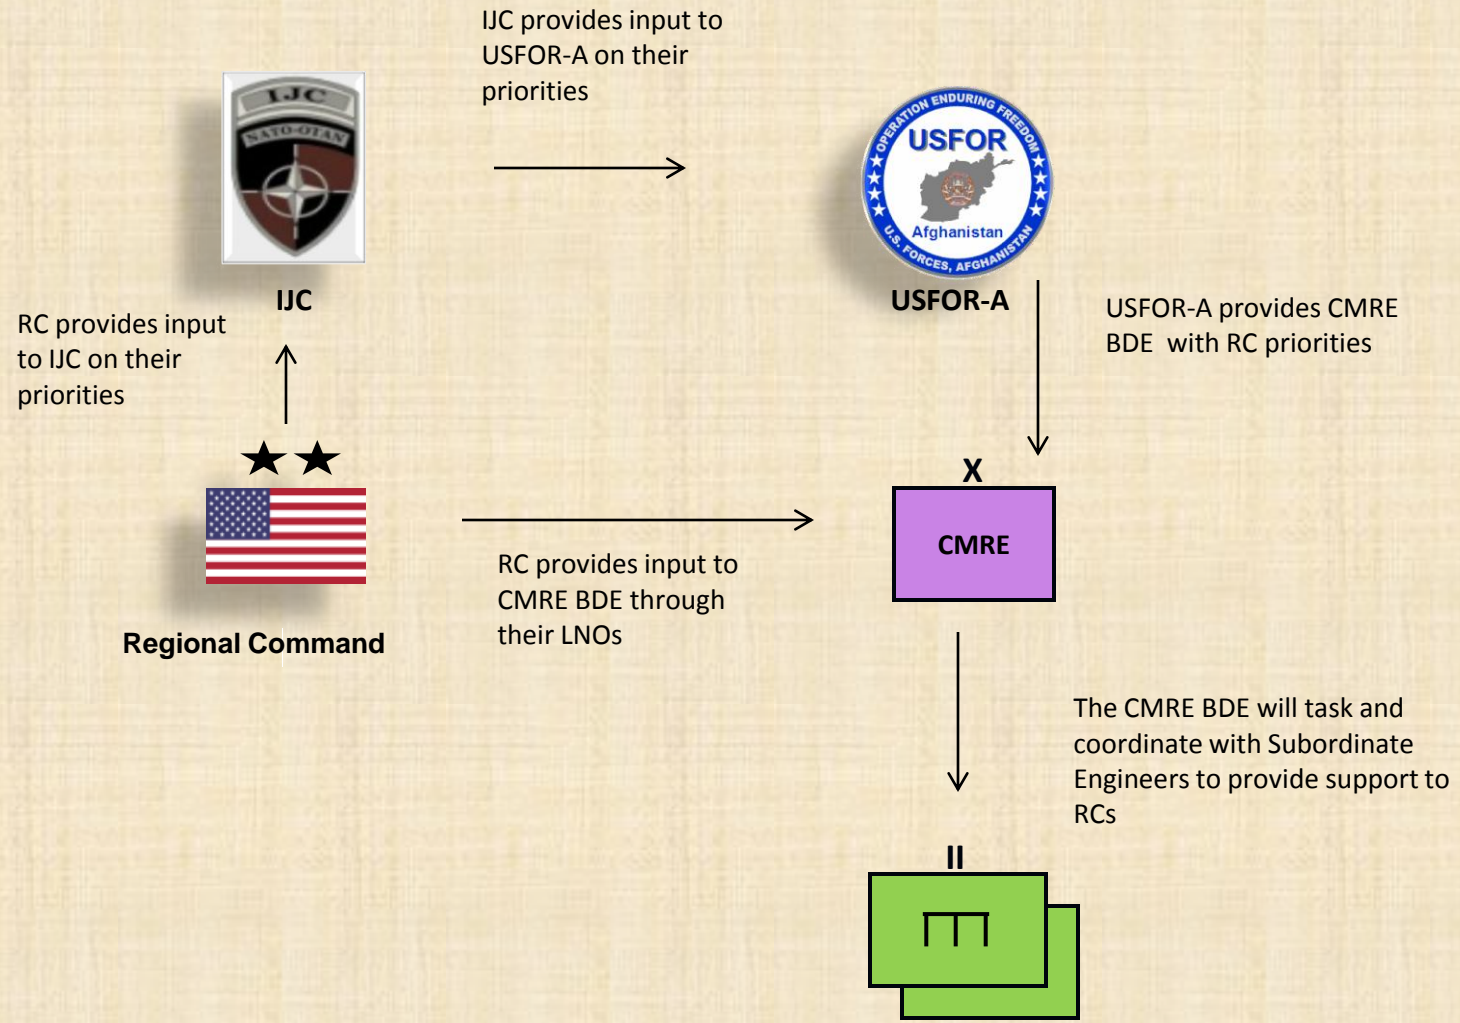 IJC provides input to
USFOR-A on their
priorities
IJC
NATO-OTAN
OPERATION ENDURING FREEDOM
USFOR
Afghanistan
U.S. FORCES, AFGHANISTAN
IJC
USFOR-A
RC provides input
to IJC on their
priorities
USFOR-A provides CMRE
BDE with RC priorities
X
CMRE
RC provides input to
CMRE BDE through
their LNOs
Regional Command
The CMRE BDE will task and
coordinate with Subordinate
Engineers to provide support to
RCs
II